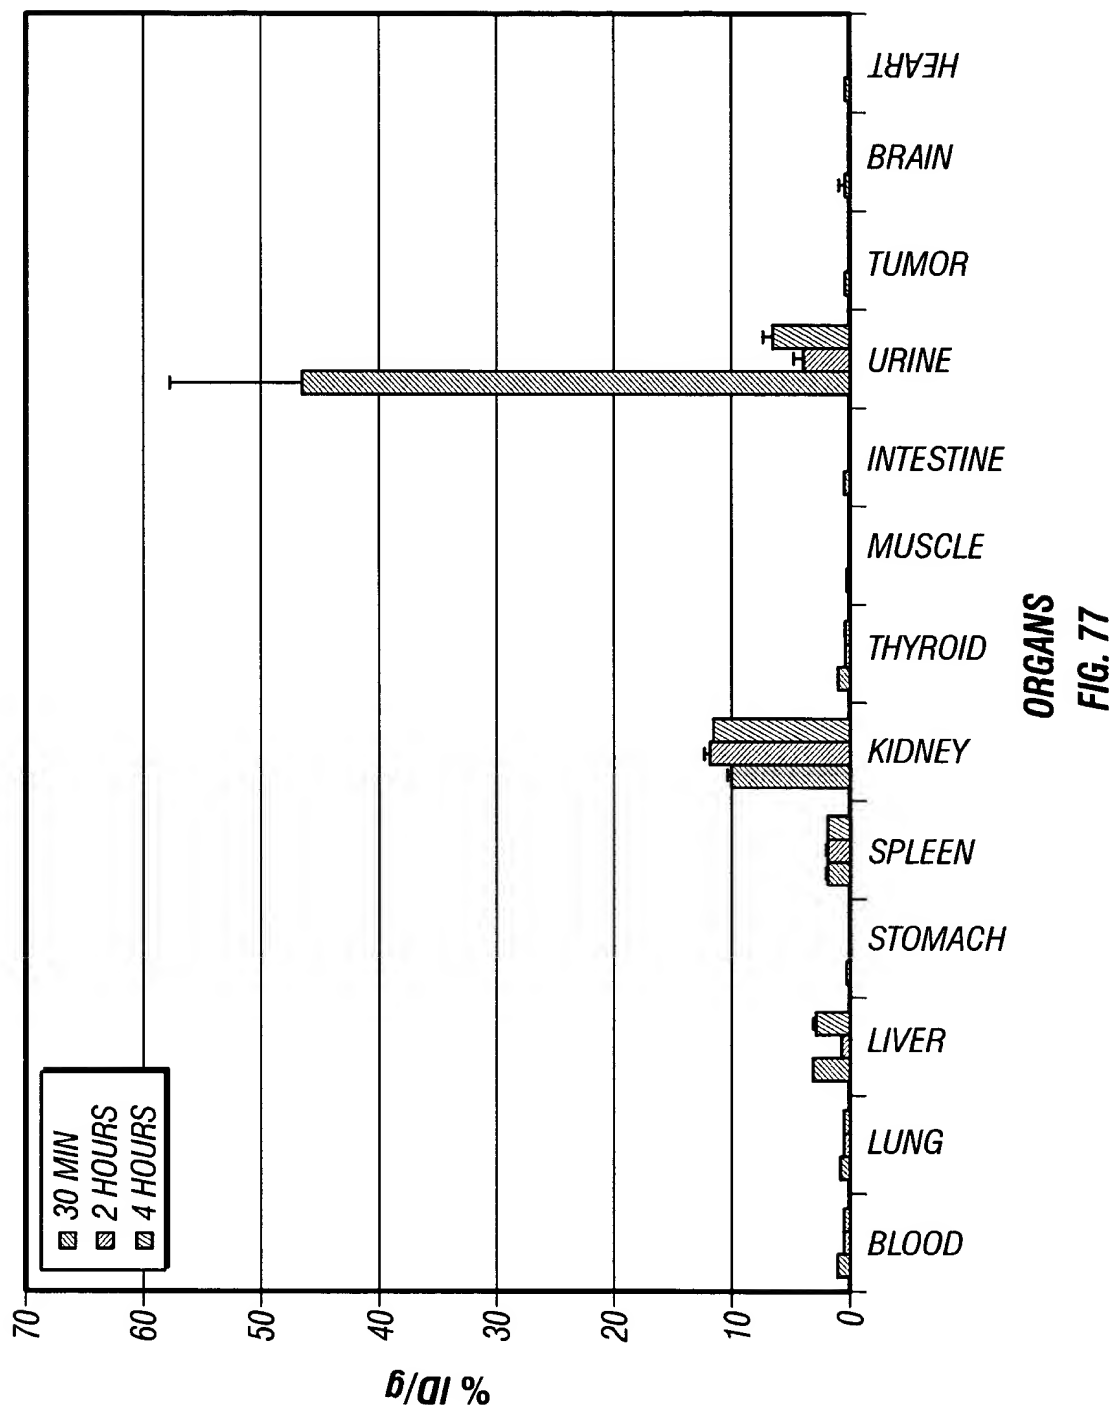 70
60
50
40
30
20
10
0
% ID/g
30 MIN
2 HOURS
4 HOURS
BLOOD
LUNG
LIVER
STOMACH
SPLEEN
KIDNEY
THYROID
MUSCLE
INTESTINE
URINE
TUMOR
BRAIN
HEART
ORGANS
FIG. 77